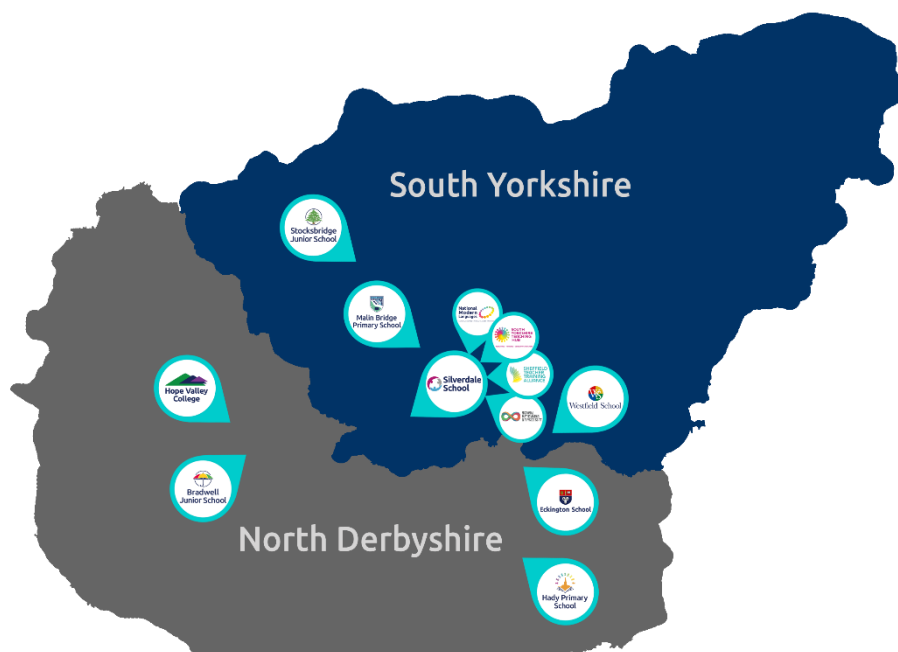 South Yorkshire
Stocksbridge
Junior School
Malin Bridge
Primary School
National
Modern
Languages
SOUTH
YORKSHIRE
TEACHING
HUB
SHEFFIELD
TEACHER
TRAINING
ALLIANCE
Silverdale
School
Hope Valley
College
Westfield School
Bradwell
Junior School
Eckington School
North Derbyshire
Hady Primary
School